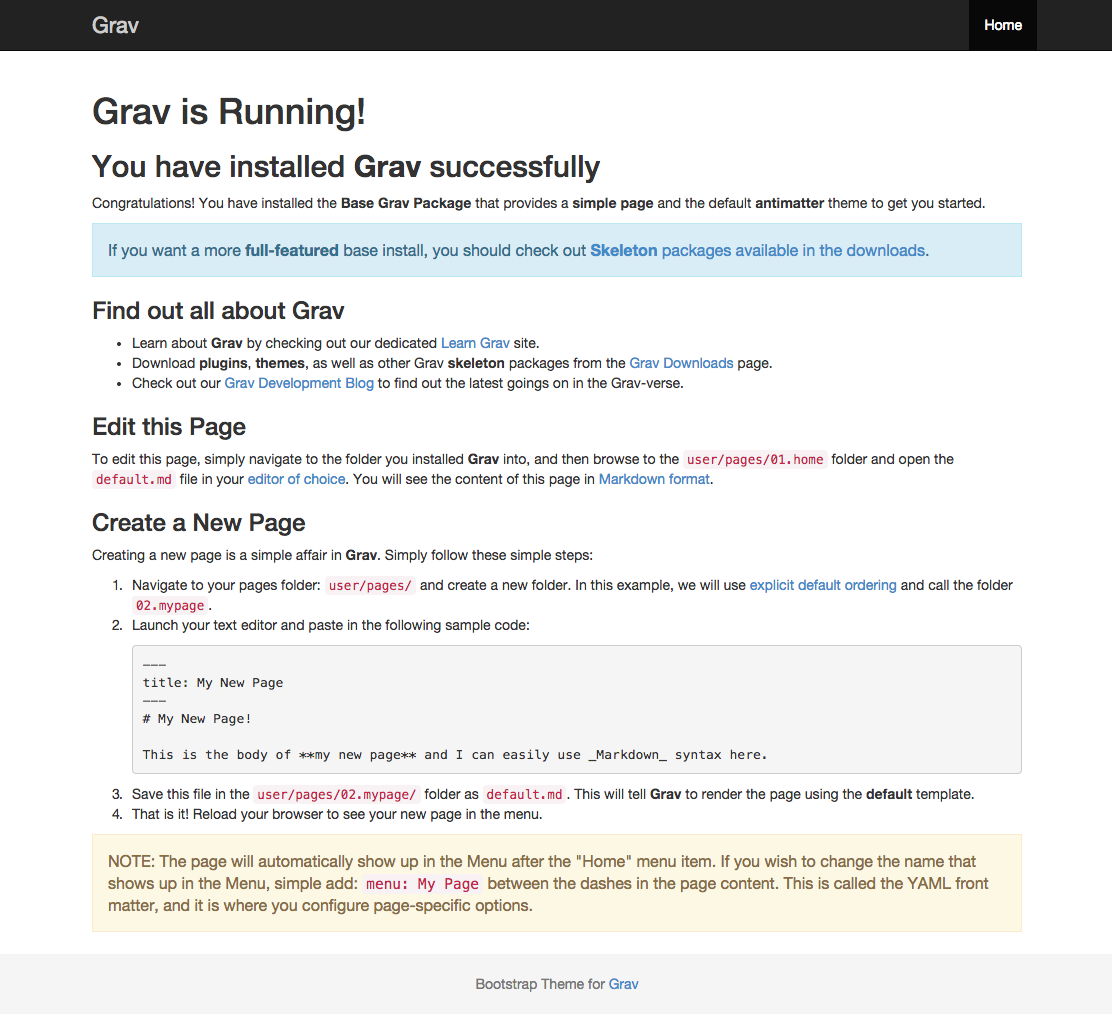 Grav
Home
Grav is Running!
You have installed Grav successfully
Congratulations! You have installed the Base Grav Package that provides a simple page and the default antimatter theme to get you started.
If you want a more full-featured base install, you should check out Skeleton packages available in the downloads.
Find out all about Grav
• Learn about Grav by checking out our dedicated Learn Grav site.
• Download plugins, themes, as well as other Grav skeleton packages from the Grav Downloads page.
• Check out our Grav Development Blog to find out the latest goings on in the Grav-verse.
Edit this Page
To edit this page, simply navigate to the folder you installed Grav into, and then browse to the user/pages/01.home folder and open the
default.md file in your editor of choice. You will see the content of this page in Markdown format.
Create a New Page
Creating a new page is a simple affair in Grav. Simply follow these simple steps:
1. Navigate to your pages folder: user/pages/ and create a new folder. In this example, we will use explicit default ordering and call the folder
02.mypage.
2. Launch your text editor and paste in the following sample code:
---
title: My New Page
---
# My New Page!
This is the body of **my new page** and I can easily use _Markdown_ syntax here.
3. Save this file in the user/pages/02.mypage/ folder as default.md. This will tell Grav to render the page using the default template.
4. That is it! Reload your browser to see your new page in the menu.
NOTE: The page will automatically show up in the Menu after the "Home" menu item. If you wish to change the name that
shows up in the Menu, simple add: menu: My Page between the dashes in the page content. This is called the YAML front
matter, and it is where you configure page-specific options.
Bootstrap Theme for Grav